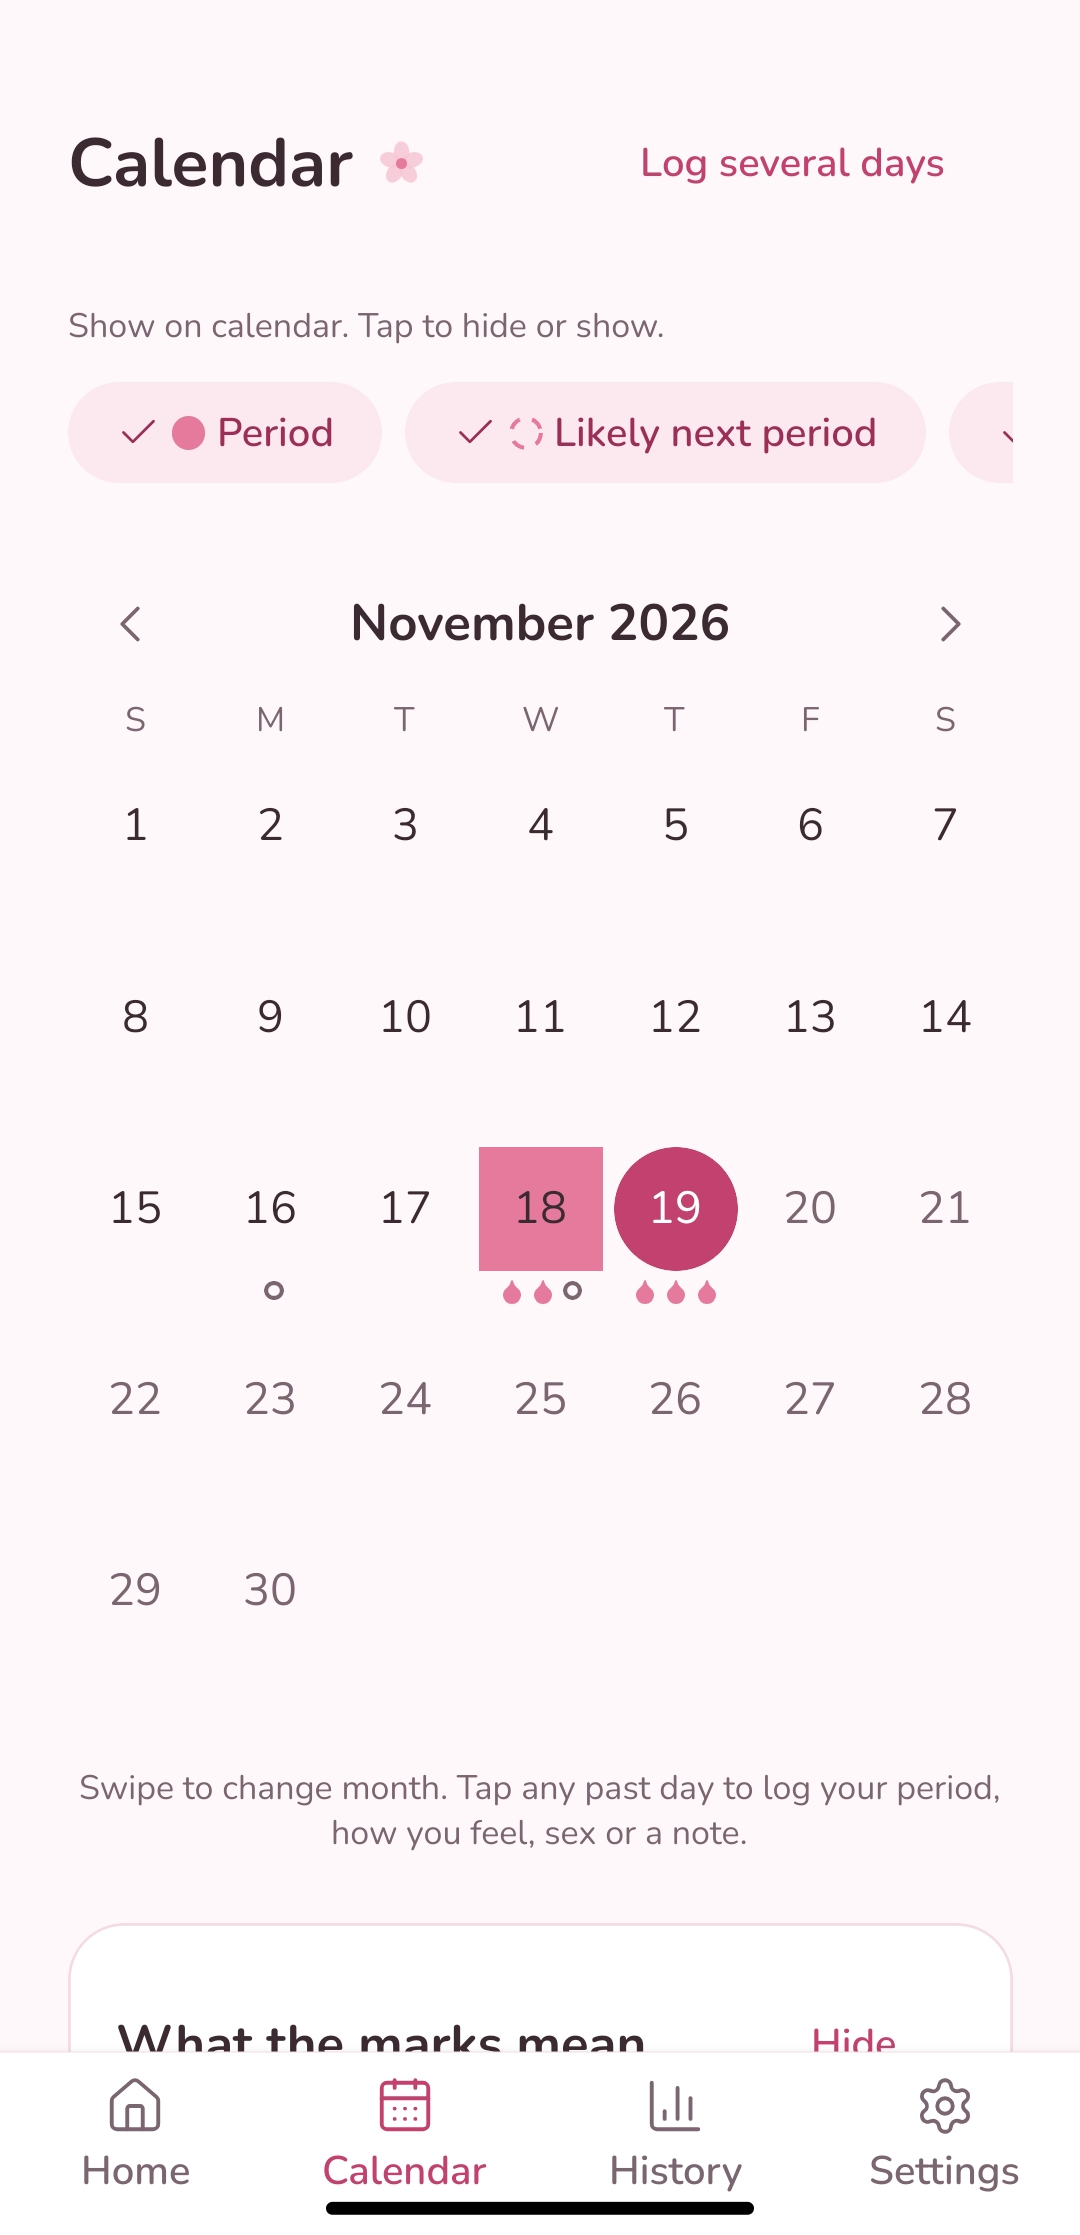 Calendar
Log several days
Show on calendar. Tap to hide or show.
Period
Likely next period
November 2026
S M T W T F S
1 2 3 4 5 6 7
8 9 10 11 12 13 14
15 16 17 18 19 20 21
22 23 24 25 26 27 28
29 30
Swipe to change month. Tap any past day to log your period,
how you feel, sex or a note.
What the marks mean
Hide
Home
Calendar
History
Settings